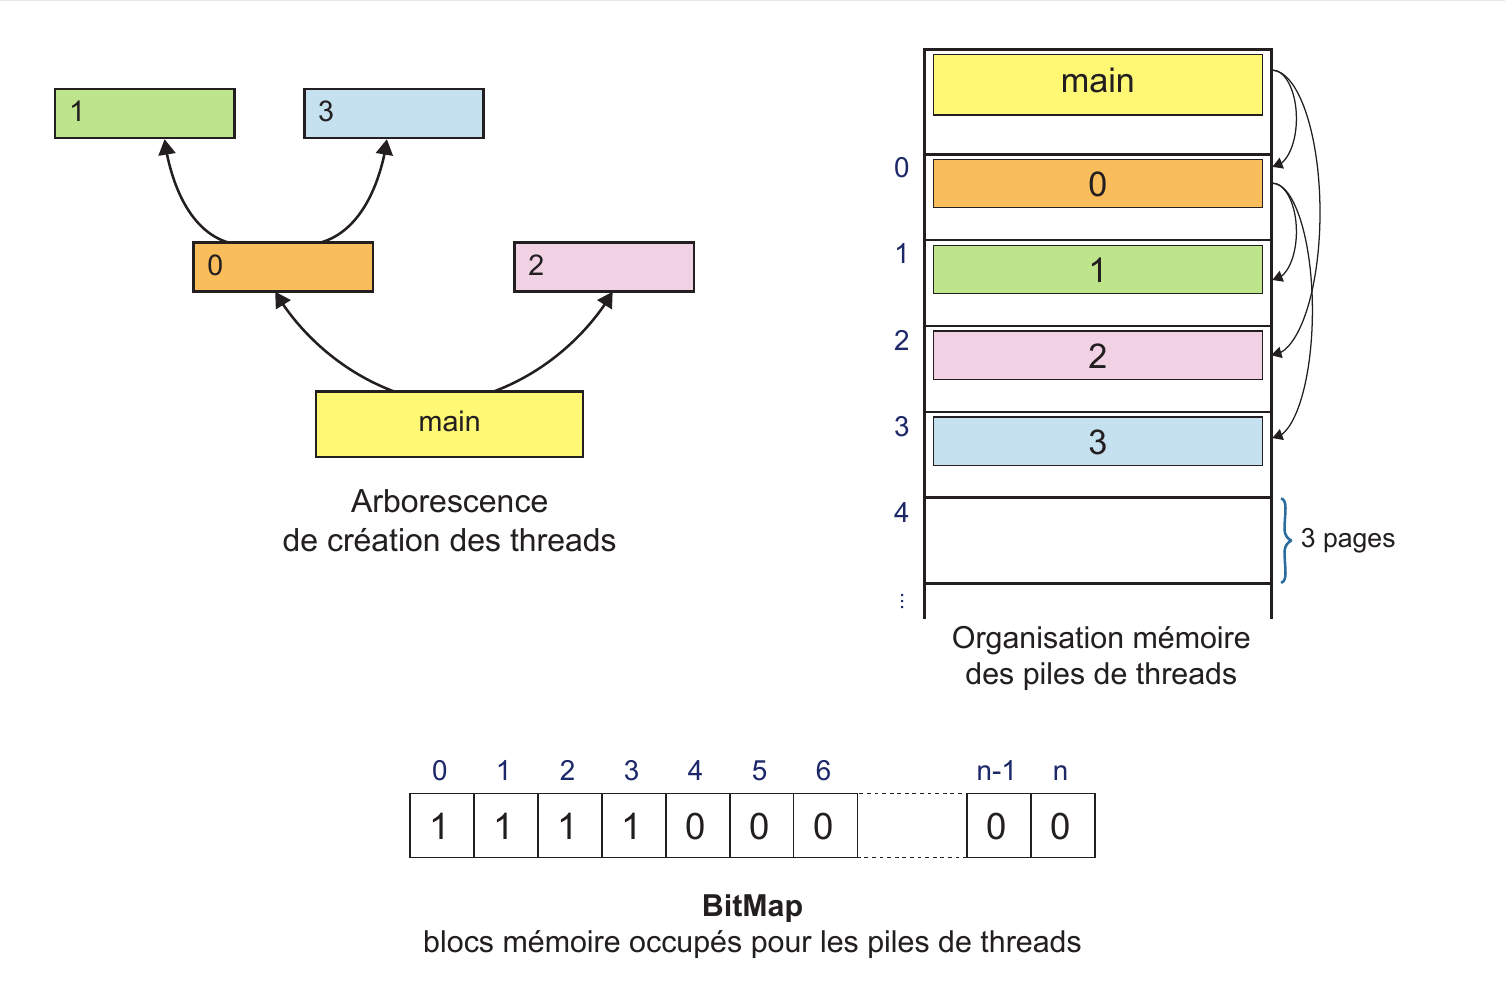 1
3
0
2
main
Arborescence
de création des threads
main
0
0
1
1
2
2
3
3
4
3 pages
...
Organisation mémoire
des piles de threads
0 1 2 3 4 5 6 n-1 n
1 1 1 1 0 0 0 0 0
BitMap
blocs mémoire occupés pour les piles de threads